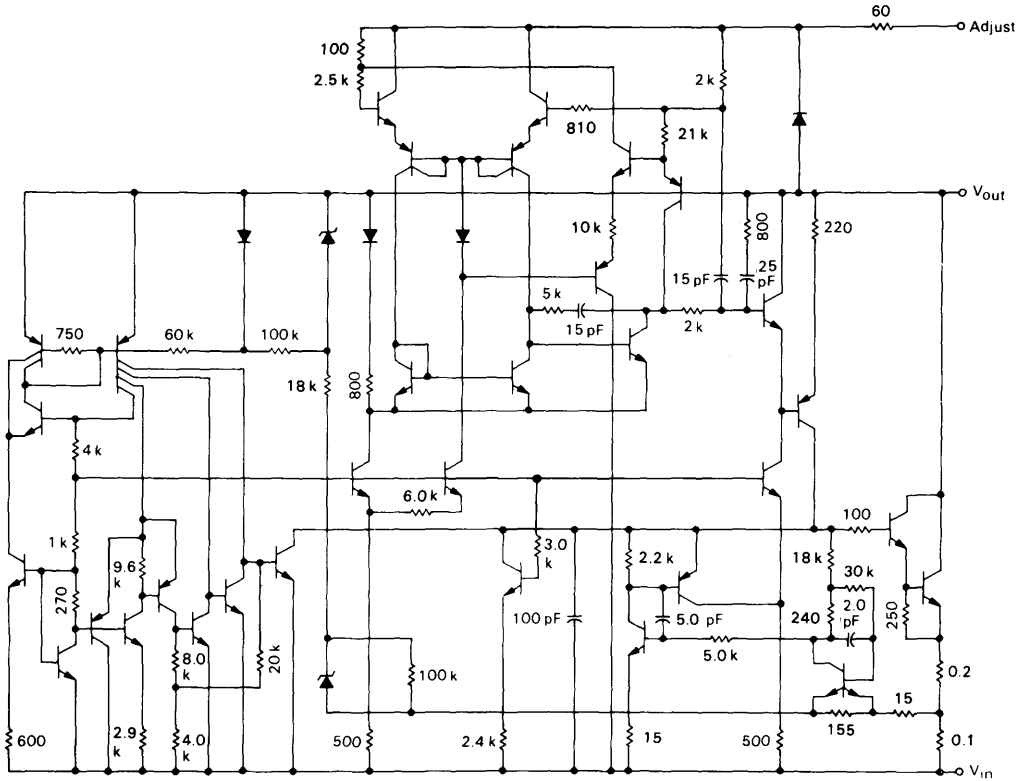 60
Adjust
100
2.5 k
2 k
810
21 k
Vout
10 k
800
220
.25
pF
15 pF
5 k
15 pF
2 k
750
60 k
100 k
18 k
800
4 k
6.0 k
100
1 k
9.6
k
3.0
k
2.2 k
18 k
30 k
270
100 pF
5.0 pF
240
2.0
pF
250
8.0
k
20 k
100 k
5.0 k
0.2
15
155
600
2.9
k
4.0
k
500
2.4 k
15
500
0.1
Vin